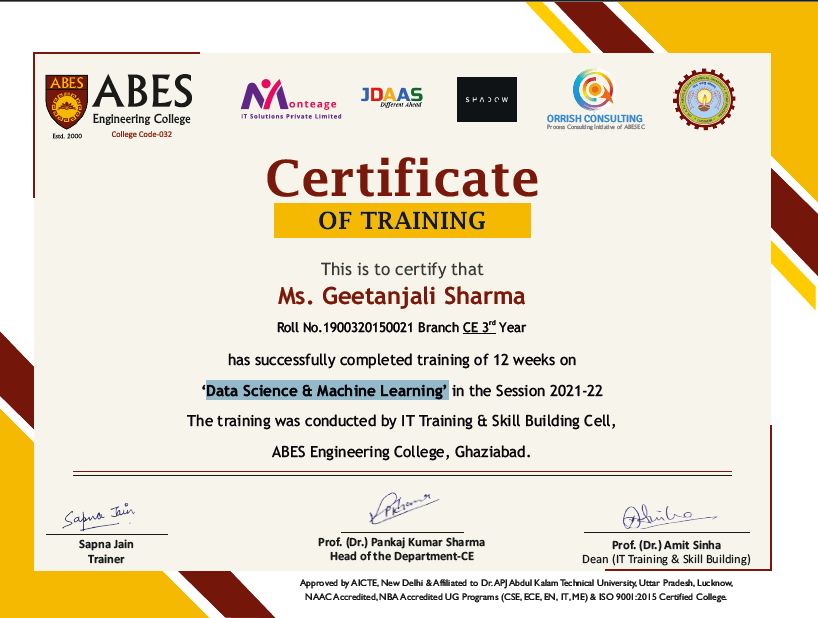 ABES
Estd. 2000
ABES
Engineering College
College Code-032
Monteage
IT Solutions Private Limited
JDAAS
Different Ahead
SHADOW
ORRISH CONSULTING
Process Consulting Initiative of ABESEC
Certificate
OF TRAINING
This is to certify that
Ms. Geetanjali Sharma
Roll No.1900320150021 Branch CE 3rd Year
has successfully completed training of 12 weeks on
‘Data Science & Machine Learning’ in the Session 2021-22
The training was conducted by IT Training & Skill Building Cell,
ABES Engineering College, Ghaziabad.
Sapna Jain
Sapna Jain
Trainer
Prof. (Dr.) Pankaj Kumar Sharma
Head of the Department-CE
Prof. (Dr.) Amit Sinha
Dean (IT Training & Skill Building)
Approved by AICTE, New Delhi & Affiliated to Dr. APJ Abdul Kalam Technical University, Uttar Pradesh, Lucknow,
NAAC Accredited, NBA Accredited UG Programs (CSE, ECE, EN, IT, ME) & ISO 9001:2015 Certified College.